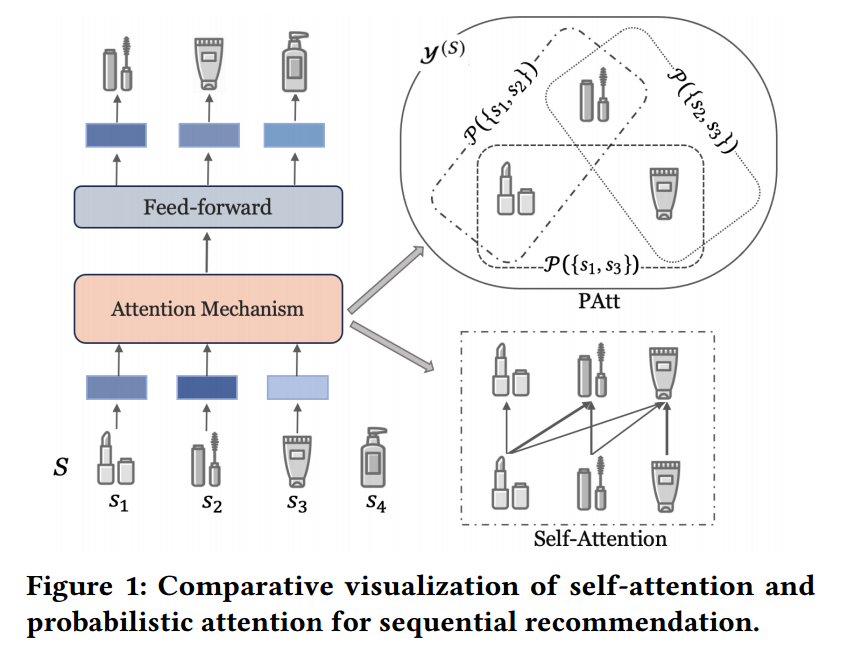 𝒴(S)
𝒫({s1, s2})
𝒫({s2, s3})
Feed-forward
𝒫({s1, s3})
PAtt
Attention Mechanism
S
s1 s2 s3 s4
Self-Attention
Figure 1: Comparative visualization of self-attention and
probabilistic attention for sequential recommendation.